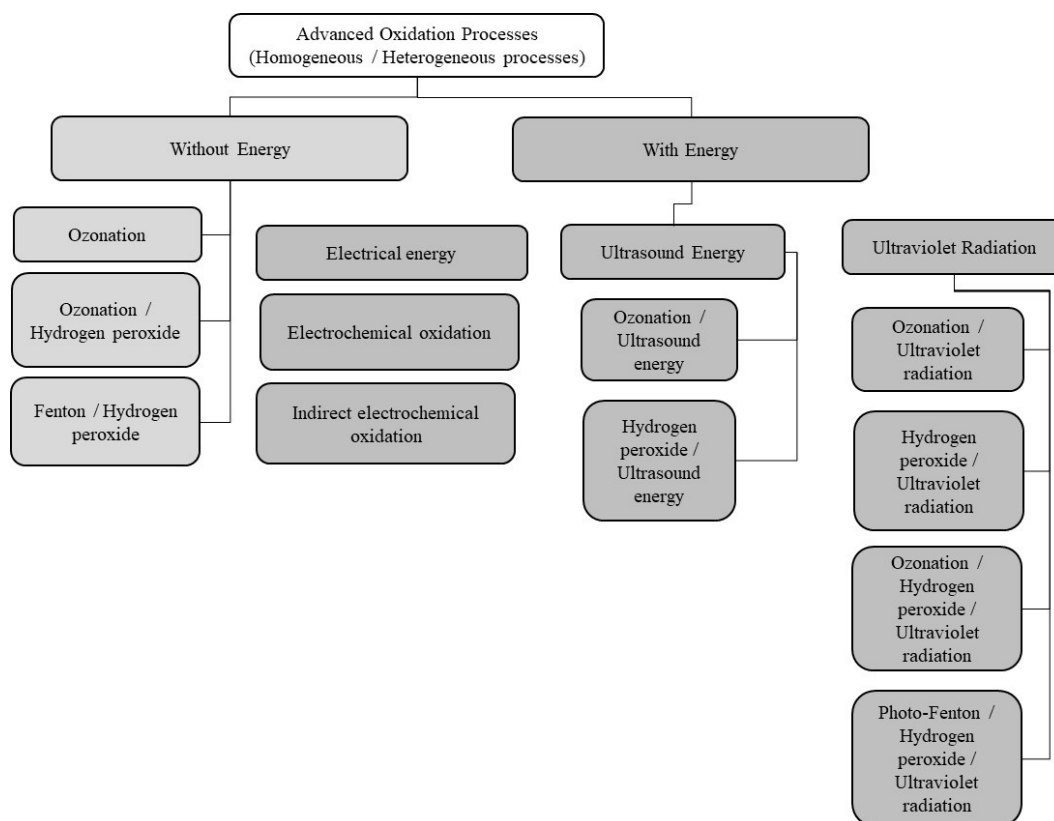 Advanced Oxidation Processes
(Homogeneous / Heterogeneous processes)
Without Energy
With Energy
Ozonation
Ozonation /
Hydrogen peroxide
Fenton / Hydrogen
peroxide
Electrical energy
Electrochemical oxidation
Indirect electrochemical
oxidation
Ultrasound Energy
Ozonation /
Ultrasound
energy
Hydrogen
peroxide /
Ultrasound
energy
Ultraviolet Radiation
Ozonation /
Ultraviolet
radiation
Hydrogen
peroxide /
Ultraviolet
radiation
Ozonation /
Hydrogen
peroxide /
Ultraviolet
radiation
Photo-Fenton /
Hydrogen
peroxide /
Ultraviolet
radiation